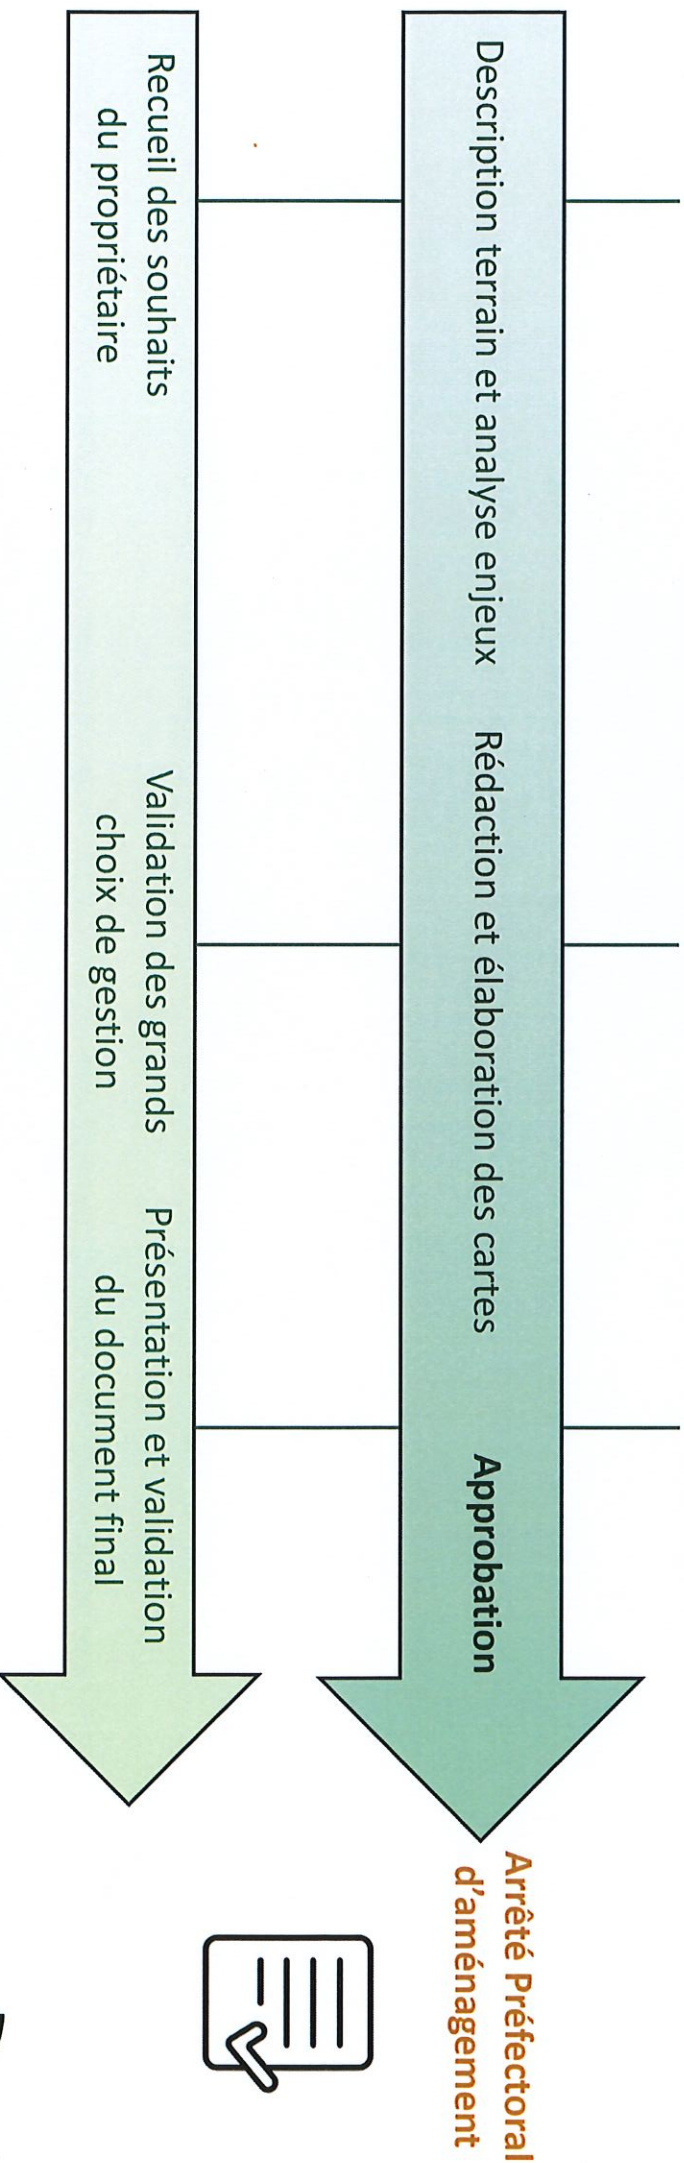 Description terrain et analyse enjeux
Rédaction et élaboration des cartes
Approbation
Arrêté Préfectoral
d'aménagement
Recueil des souhaits
du propriétaire
Validation des grands
choix de gestion
Présentation et validation
du document final